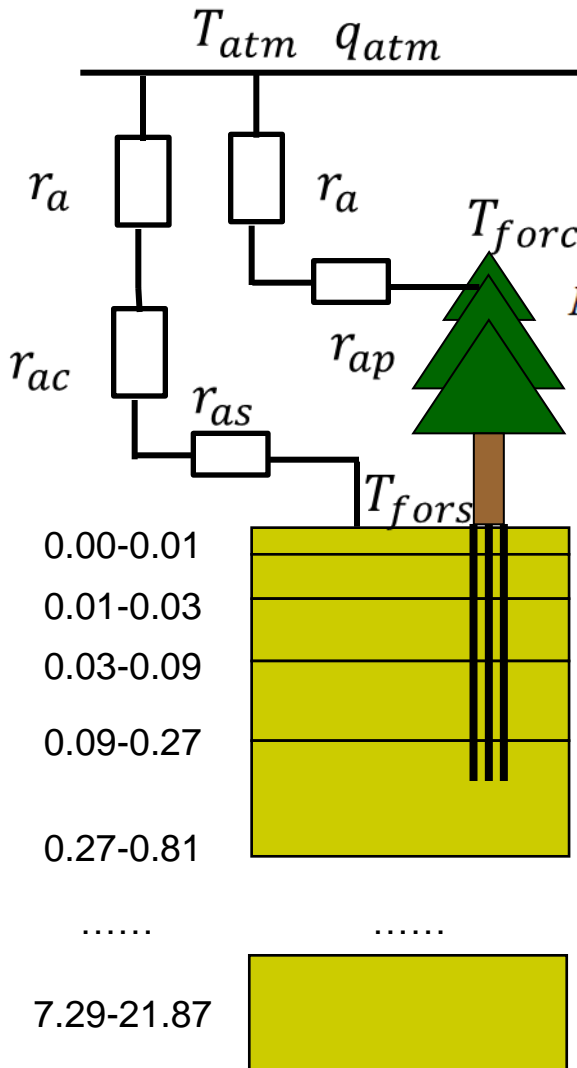 T_atm q_atm
r_a
r_a
T_forc
r_ac
r_ap
r_as
T_fors
0.00-0.01
0.01-0.03
0.03-0.09
0.09-0.27
0.27-0.81
...... ......
7.29-21.87